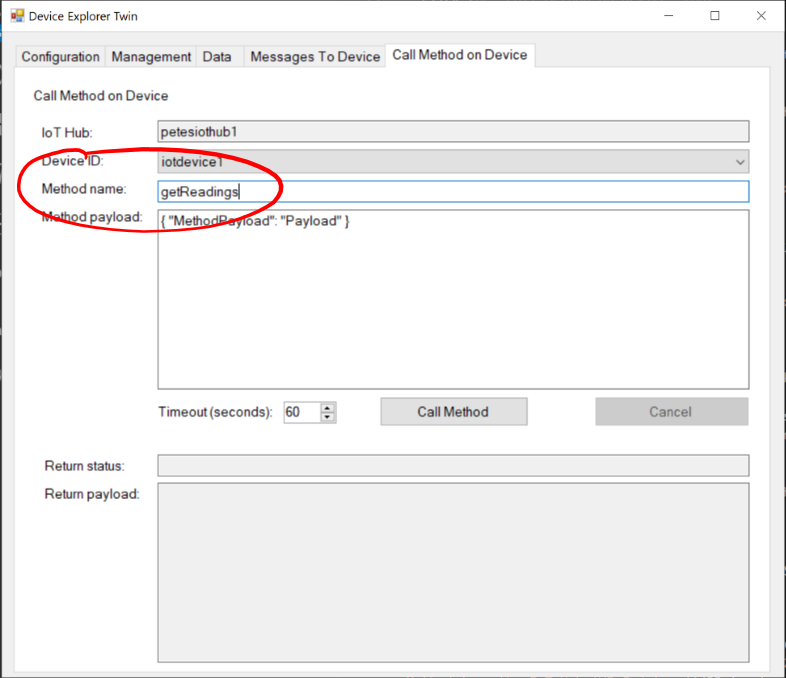 Device Explorer Twin
Configuration Management Data Messages To Device Call Method on Device
Call Method on Device
IoT Hub: petesiothub1
Device ID: iotdevice1
Method name: getReadings
Method payload: { "MethodPayload": "Payload" }
Timeout (seconds): 60 Call Method Cancel
Return status:
Return payload: